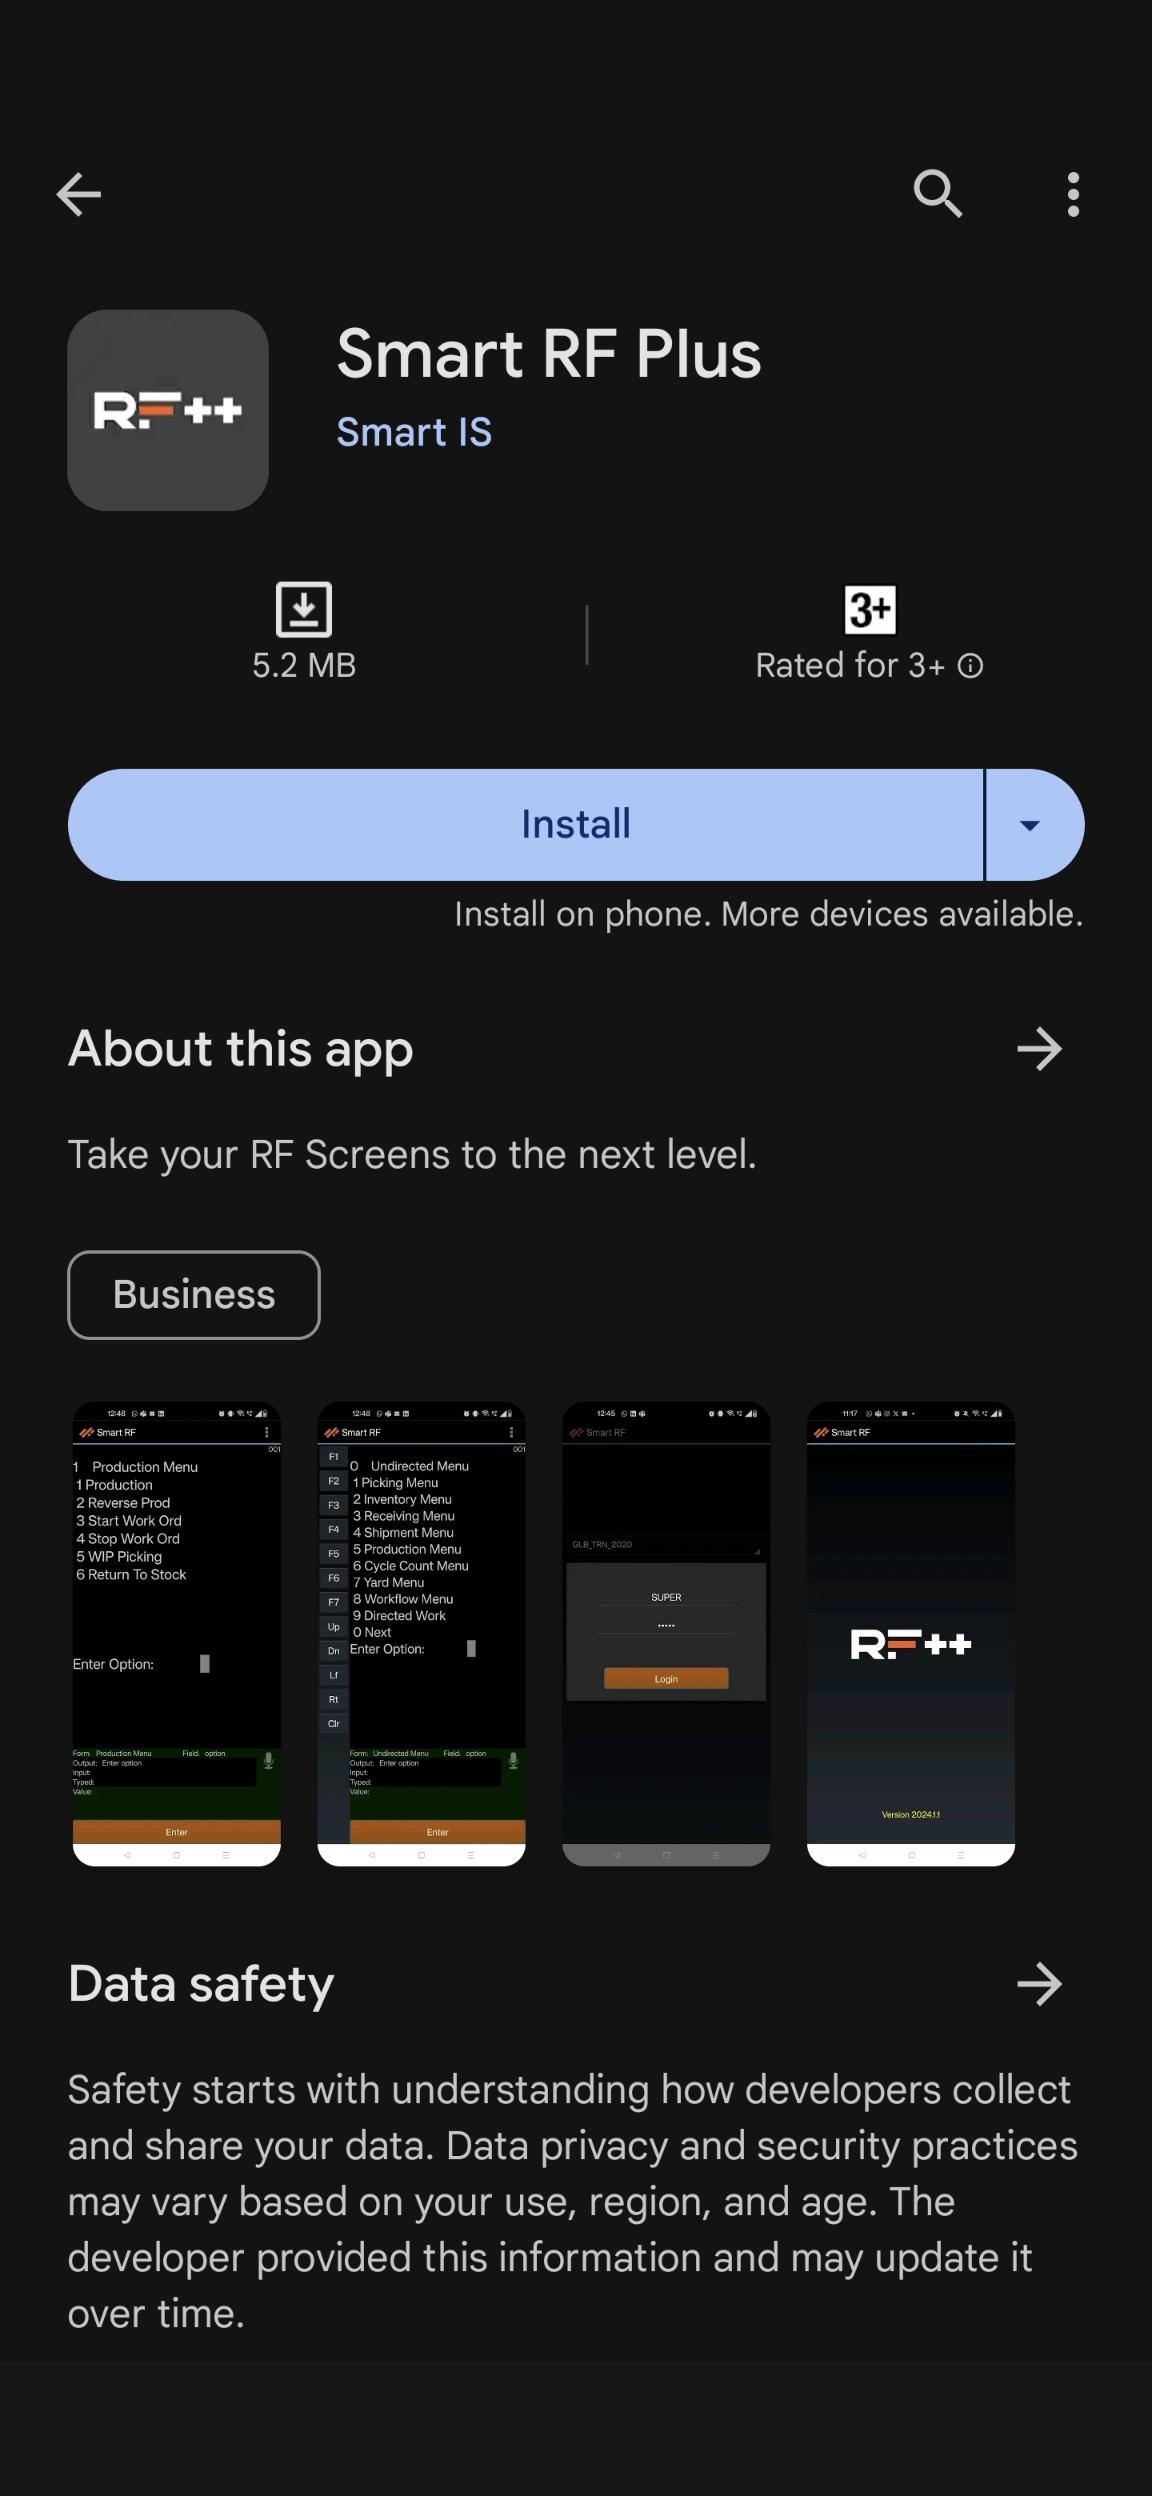 RF++
Smart RF Plus
Smart IS
5.2 MB
3+
Rated for 3+
Install
Install on phone. More devices available.
About this app
Take your RF Screens to the next level.
Business
12:48
Smart RF
001
1 Production Menu
1 Production
2 Reverse Prod
3 Start Work Ord
4 Stop Work Ord
5 WIP Picking
6 Return To Stock
Enter Option:
Form: Production Menu Field: option
Output: Enter option
Input:
Typed:
Value:
Enter
12:48
Smart RF
001
F1
F2
F3
F4
F5
F6
F7
Up
Dn
Lf
Rt
Clr
0 Undirected Menu
1 Picking Menu
2 Inventory Menu
3 Receiving Menu
4 Shipment Menu
5 Production Menu
6 Cycle Count Menu
7 Yard Menu
8 Workflow Menu
9 Directed Work
0 Next
Enter Option:
Form: Undirected Menu Field: option
Output: Enter option
Input:
Typed:
Value:
Enter
12:45
Smart RF
GLB_TRN_2020
SUPER
•••••
Login
11:17
Smart RF
RF++
Version 2024.1.1
Data safety
Safety starts with understanding how developers collect
and share your data. Data privacy and security practices
may vary based on your use, region, and age. The
developer provided this information and may update it
over time.